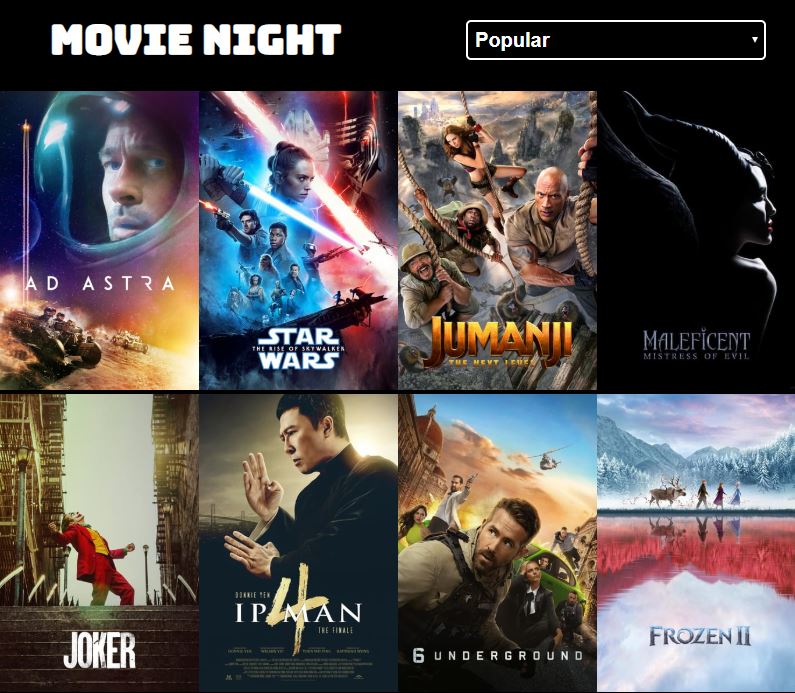 MOVIE NIGHT
Popular
AD ASTRA
STAR
THE RISE OF SKYWALKER
WARS
JUMANJI
THE NEXT LEVEL
MALEFICENT
MISTRESS OF EVIL
JOKER
DONNIE YEN
IP MAN 4
THE FINALE
6 UNDERGROUND
FROZEN II